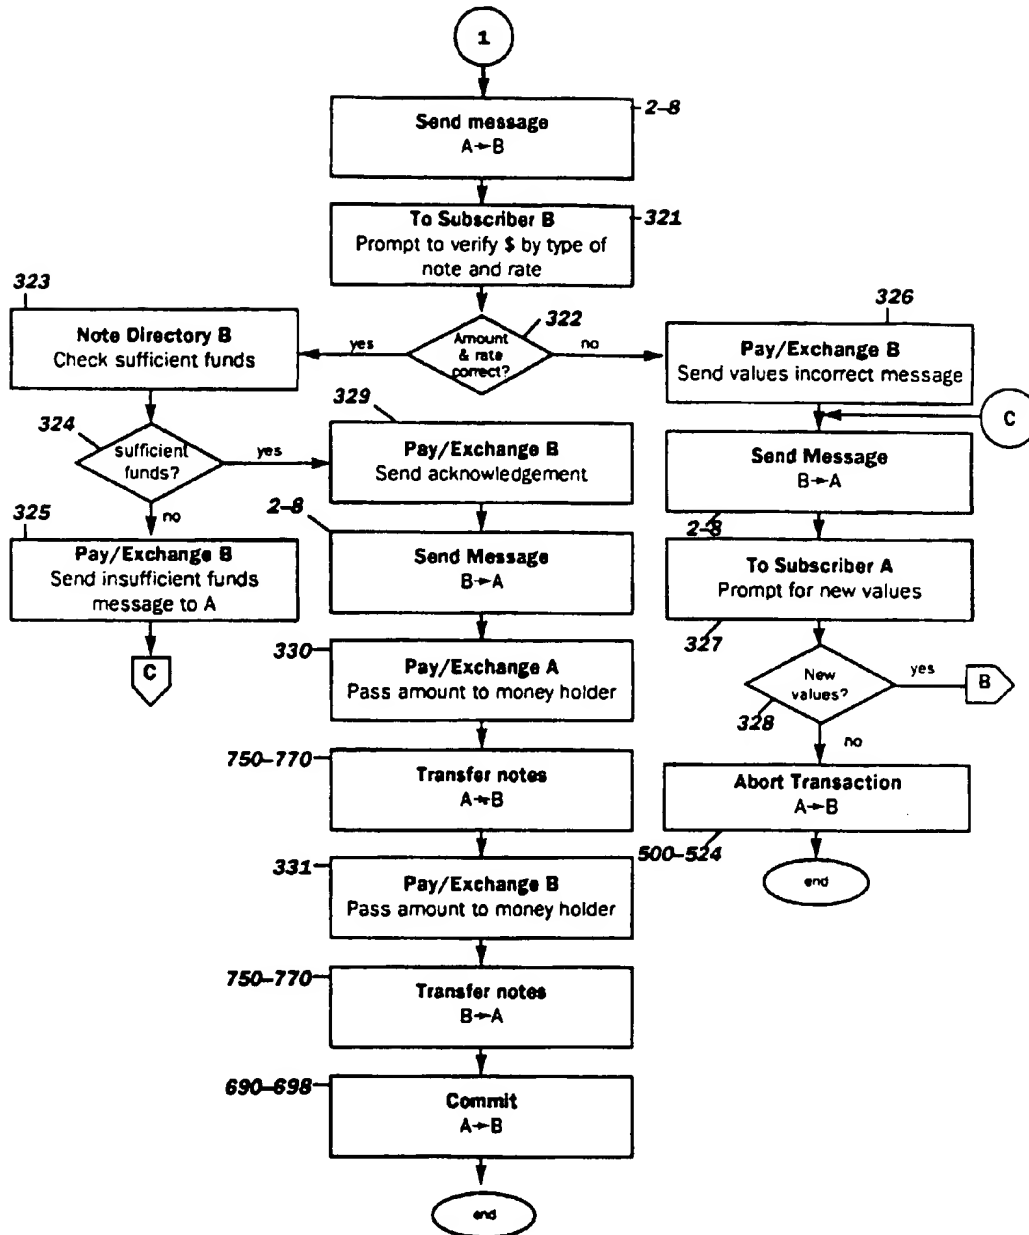 1
Send message
A→B
2-8
To Subscriber B
Prompt to verify $ by type of
note and rate
321
323
Note Directory B
Check sufficient funds
yes
Amount
& rate
correct?
322
no
326
Pay/Exchange B
Send values incorrect message
C
324
sufficient
funds?
yes
no
329
Pay/Exchange B
Send acknowledgement
Send Message
B→A
2-8
325
Pay/Exchange B
Send insufficient funds
message to A
C
2-8
Send Message
B→A
To Subscriber A
Prompt for new values
327
330
Pay/Exchange A
Pass amount to money holder
New
values?
328
yes
B
no
750-770
Transfer notes
A→B
Abort Transaction
A→B
500-524
end
331
Pay/Exchange B
Pass amount to money holder
750-770
Transfer notes
B→A
690-698
Commit
A→B
end